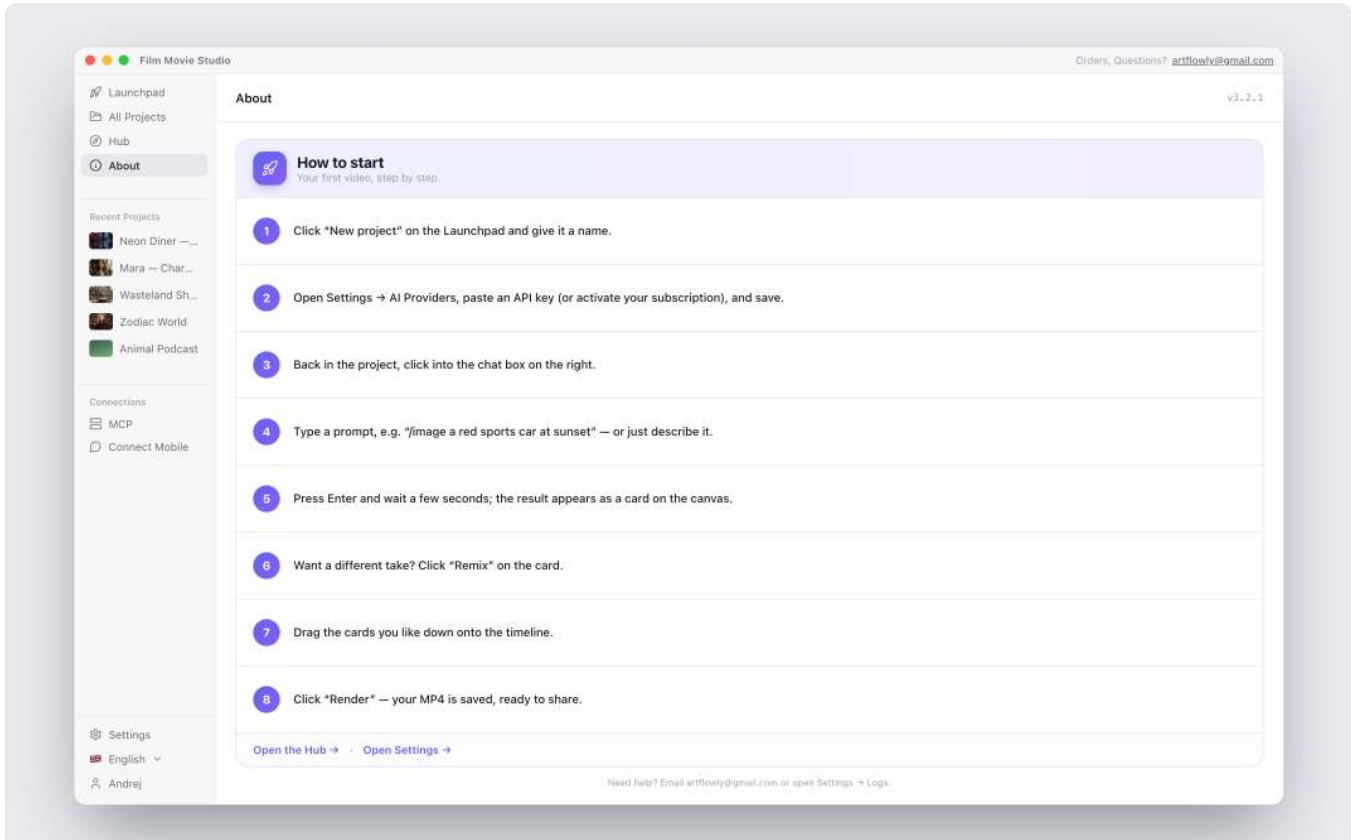 Film Movie Studio
Orders, Questions? artflowly@gmail.com
Launchpad
All Projects
Hub
About
Recent Projects
Neon Diner —...
Mara — Char...
Wasteland Sh...
Zodiac World
Animal Podcast
Connections
MCP
Connect Mobile
Settings
English
Andrej
About
v3.2.1
How to start
Your first video, step by step.
1 Click “New project” on the Launchpad and give it a name.
2 Open Settings → AI Providers, paste an API key (or activate your subscription), and save.
3 Back in the project, click into the chat box on the right.
4 Type a prompt, e.g. “/image a red sports car at sunset” — or just describe it.
5 Press Enter and wait a few seconds; the result appears as a card on the canvas.
6 Want a different take? Click “Remix” on the card.
7 Drag the cards you like down onto the timeline.
8 Click “Render” — your MP4 is saved, ready to share.
Open the Hub → · Open Settings →
Need help? Email artflowly@gmail.com or open Settings → Logs.